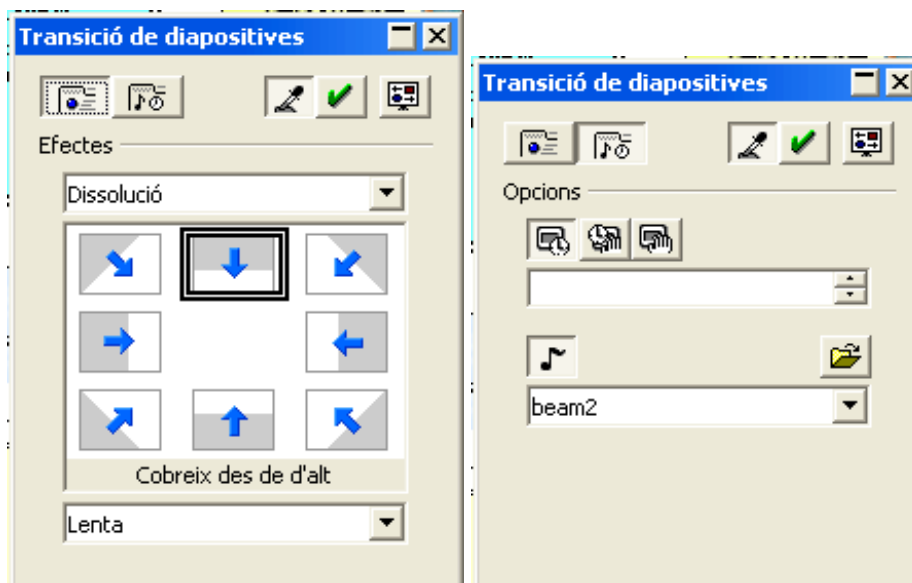 Transició de diapositives
Efectes
Dissolució
Cobreix des de d'alt
Lenta
Transició de diapositives
Opcions
beam2